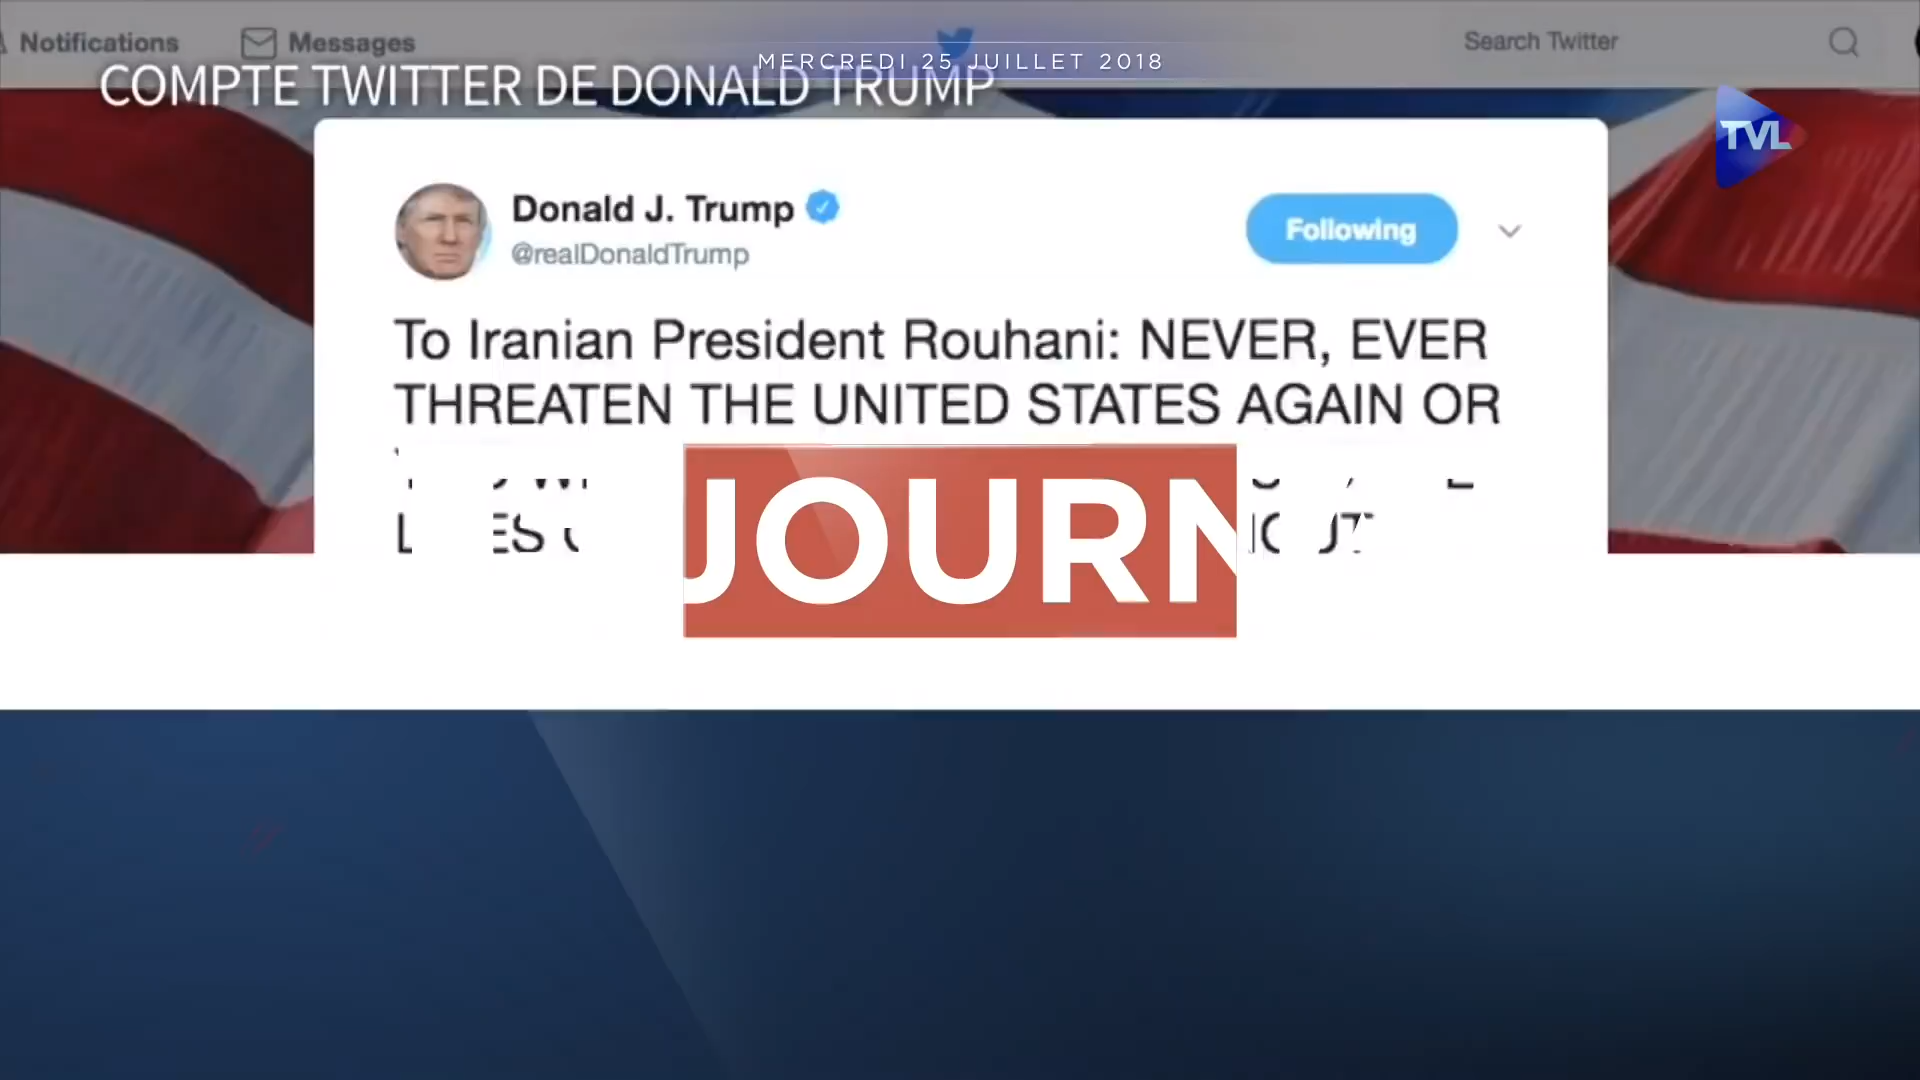 Notifications
Messages
Search Twitter
MERCREDI 25 JUILLET 2018
COMPTE TWITTER DE DONALD TRUMP
TVL
Donald J. Trump
@realDonaldTrump
Following
To Iranian President Rouhani: NEVER, EVER
THREATEN THE UNITED STATES AGAIN OR
JOURN